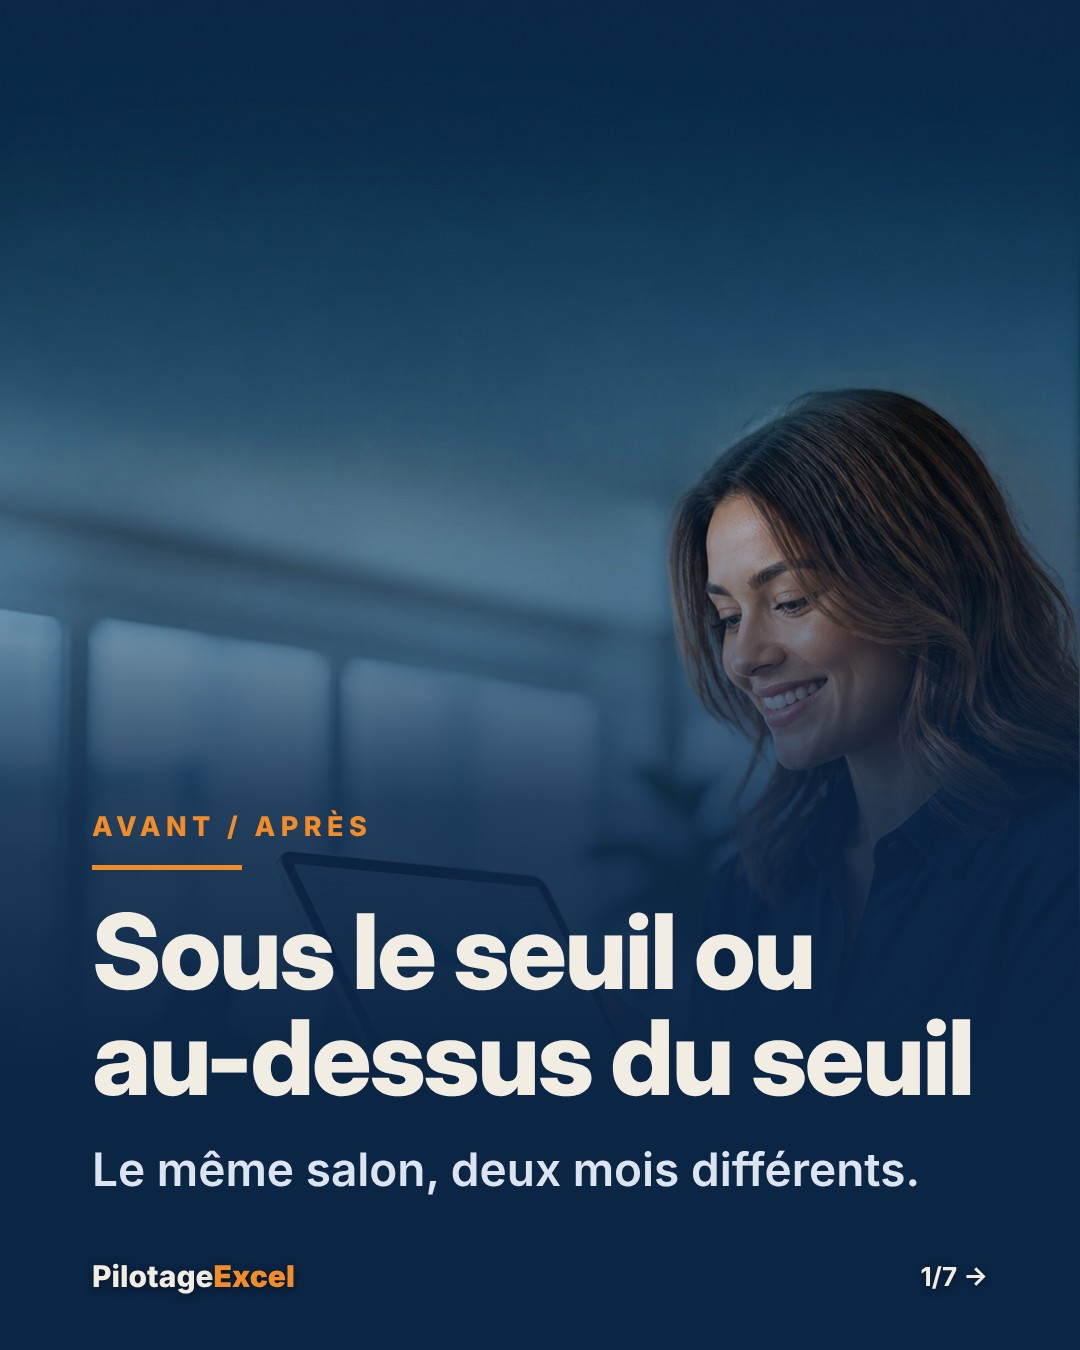 AVANT / APRÈS
Sous le seuil ou
au-dessus du seuil
Le même salon, deux mois différents.
PilotageExcel
1/7 →